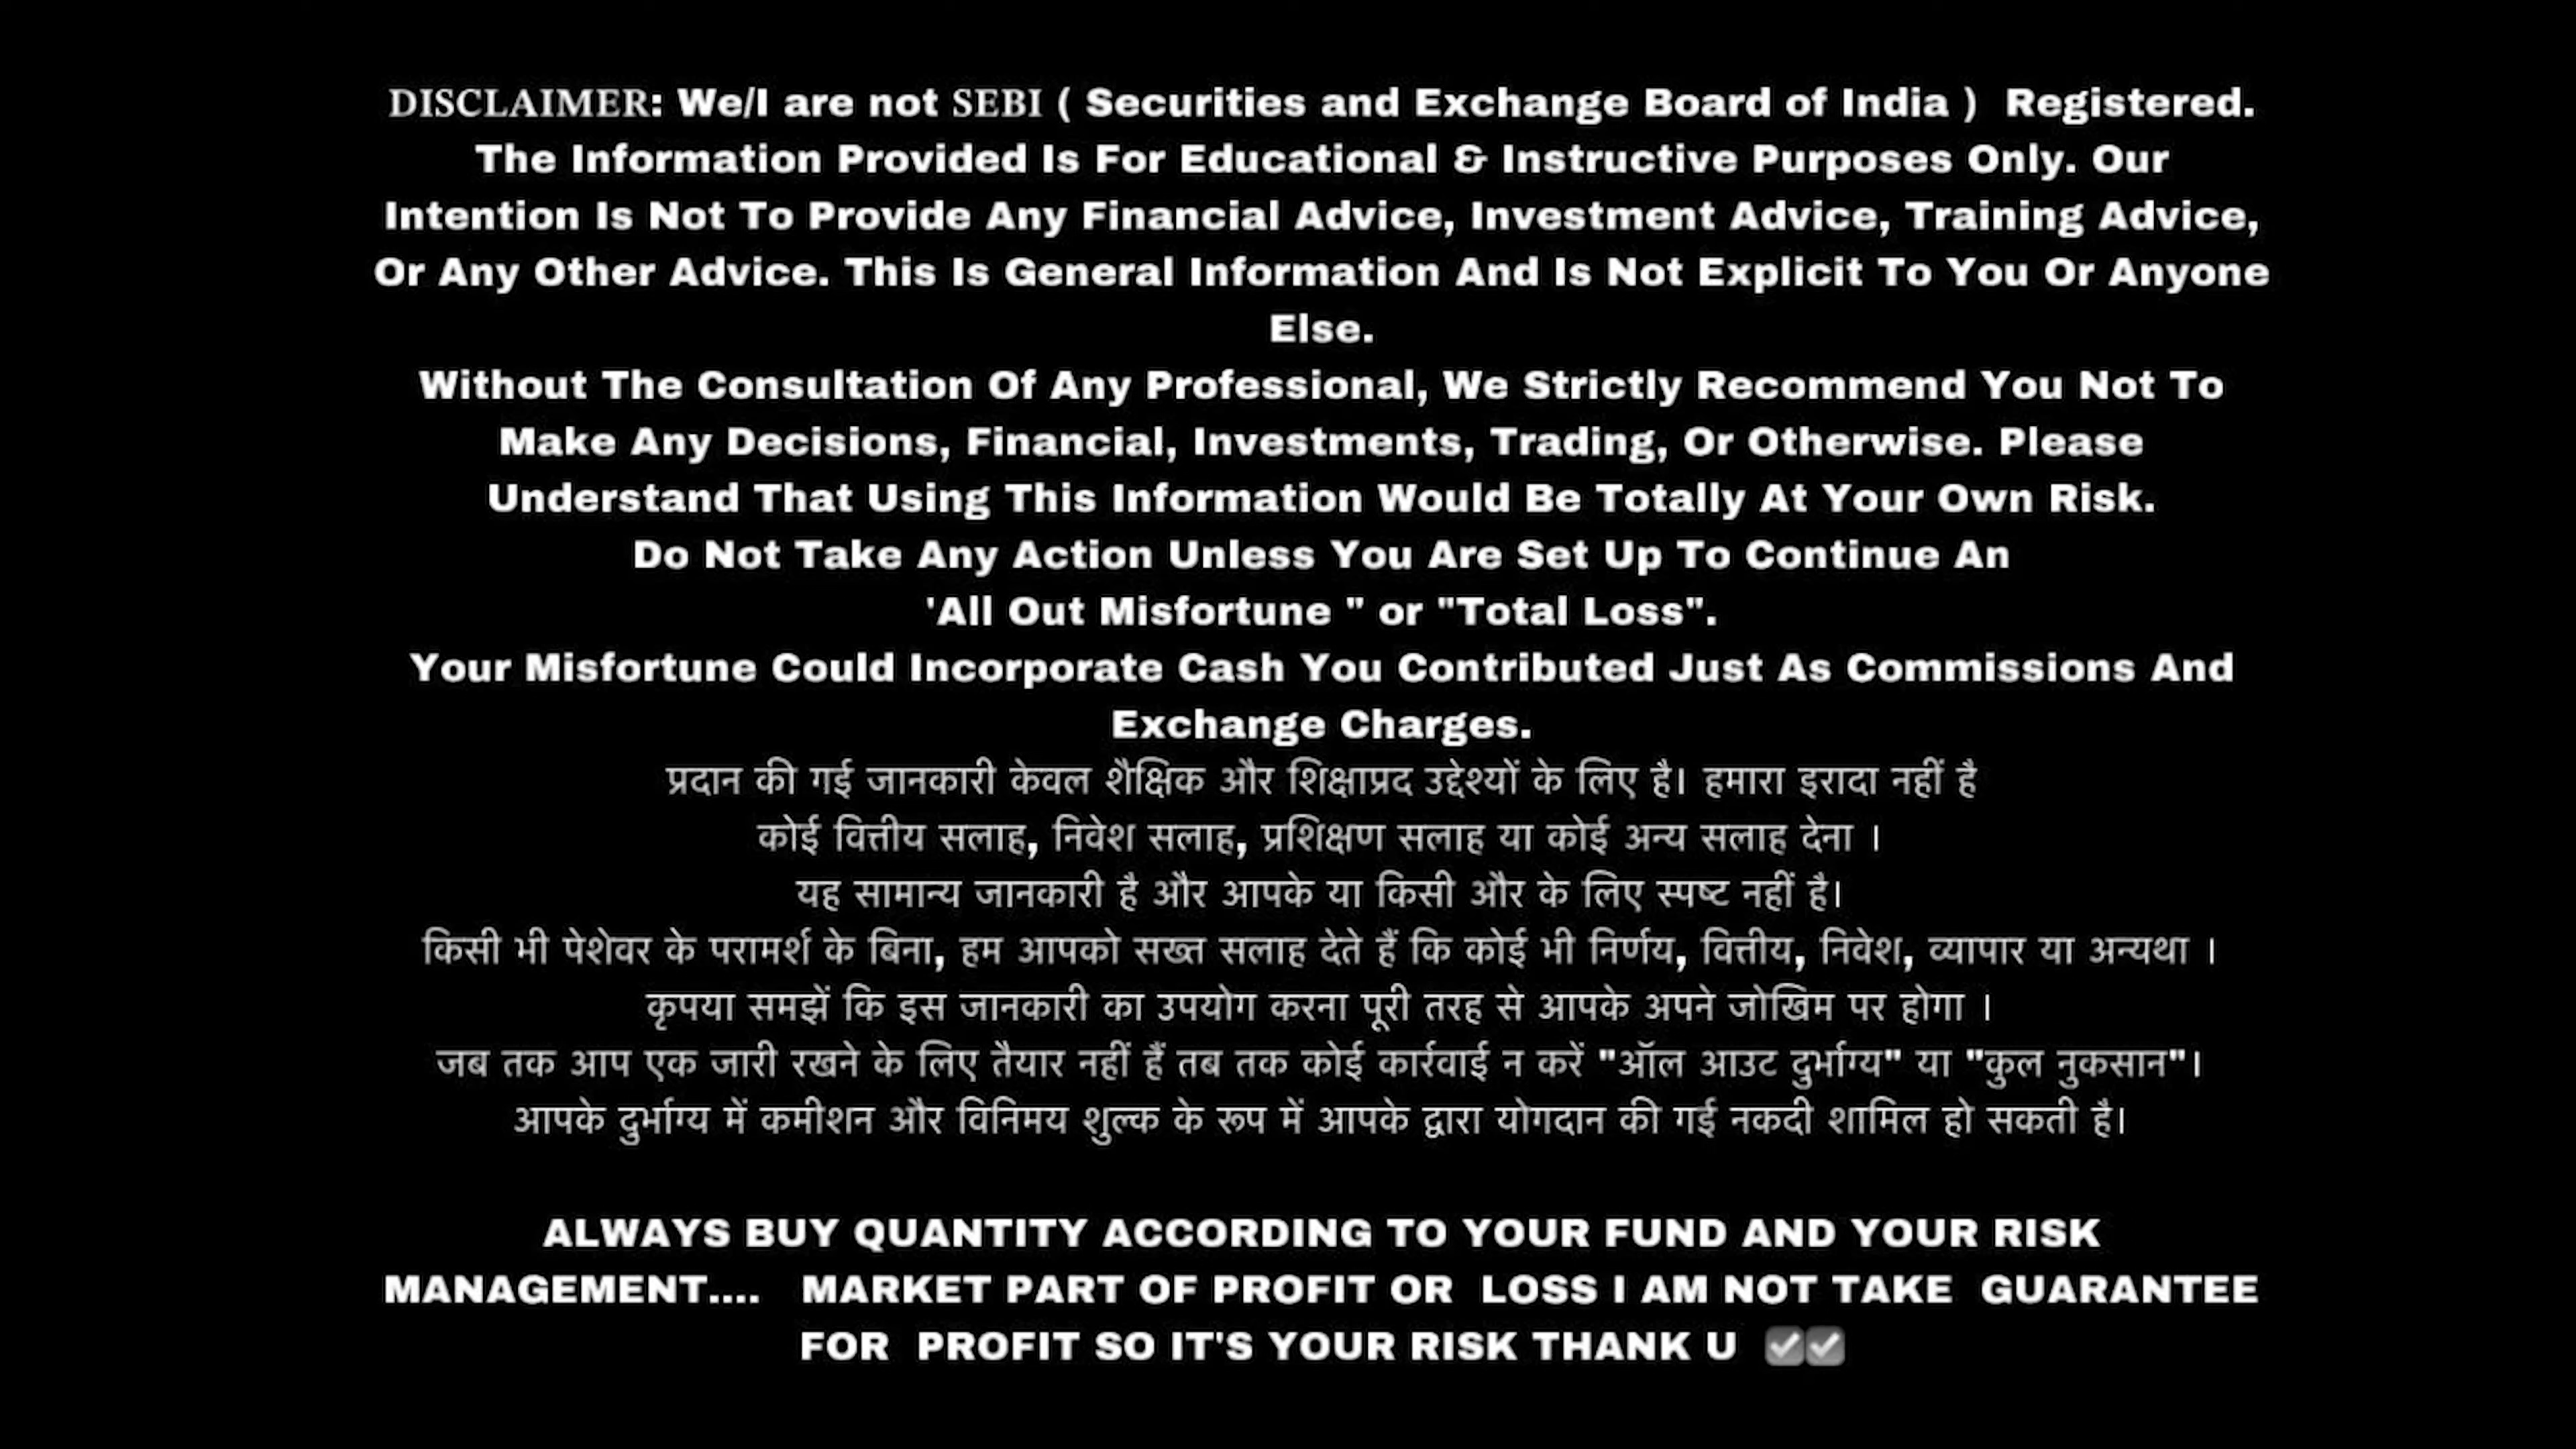 DISCLAIMER: We/I are not SEBI ( Securities and Exchange Board of India )  Registered.
The Information Provided Is For Educational & Instructive Purposes Only. Our
Intention Is Not To Provide Any Financial Advice, Investment Advice, Training Advice,
Or Any Other Advice. This Is General Information And Is Not Explicit To You Or Anyone
Else.
Without The Consultation Of Any Professional, We Strictly Recommend You Not To
Make Any Decisions, Financial, Investments, Trading, Or Otherwise. Please
Understand That Using This Information Would Be Totally At Your Own Risk.
Do Not Take Any Action Unless You Are Set Up To Continue An
'All Out Misfortune " or "Total Loss".
Your Misfortune Could Incorporate Cash You Contributed Just As Commissions And
Exchange Charges.
प्रदान की गई जानकारी केवल शैक्षिक और शिक्षाप्रद उद्देश्यों के लिए है। हमारा इरादा नहीं है
कोई वित्तीय सलाह, निवेश सलाह, प्रशिक्षण सलाह या कोई अन्य सलाह देना ।
यह सामान्य जानकारी है और आपके या किसी और के लिए स्पष्ट नहीं है।
किसी भी पेशेवर के परामर्श के बिना, हम आपको सख्त सलाह देते हैं कि कोई भी निर्णय, वित्तीय, निवेश, व्यापार या अन्यथा ।
कृपया समझें कि इस जानकारी का उपयोग करना पूरी तरह से आपके अपने जोखिम पर होगा ।
जब तक आप एक जारी रखने के लिए तैयार नहीं हैं तब तक कोई कार्रवाई न करें "ऑल आउट दुर्भाग्य" या "कुल नुकसान"।
आपके दुर्भाग्य में कमीशन और विनिमय शुल्क के रूप में आपके द्वारा योगदान की गई नकदी शामिल हो सकती है।
ALWAYS BUY QUANTITY ACCORDING TO YOUR FUND AND YOUR RISK
MANAGEMENT....   MARKET PART OF PROFIT OR  LOSS I AM NOT TAKE  GUARANTEE
FOR  PROFIT SO IT'S YOUR RISK THANK U  ☑☑